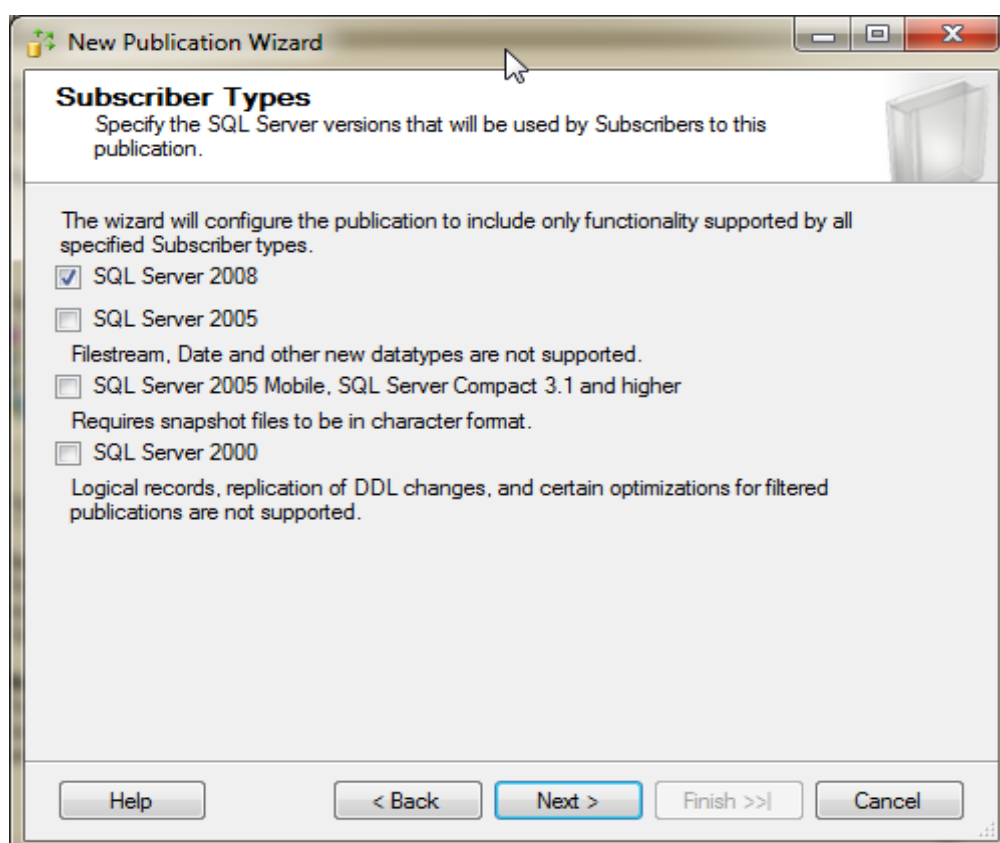 New Publication Wizard
Subscriber Types
Specify the SQL Server versions that will be used by Subscribers to this
publication.
The wizard will configure the publication to include only functionality supported by all
specified Subscriber types.
SQL Server 2008
SQL Server 2005
Filestream, Date and other new datatypes are not supported.
SQL Server 2005 Mobile, SQL Server Compact 3.1 and higher
Requires snapshot files to be in character format.
SQL Server 2000
Logical records, replication of DDL changes, and certain optimizations for filtered
publications are not supported.
Help < Back Next > Finish >>| Cancel